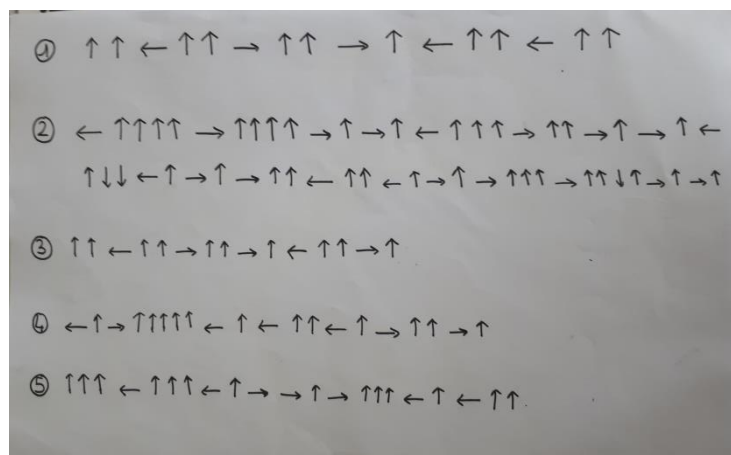 ① ↑ ↑ ← ↑ ↑ → ↑ ↑ → ↑ ← ↑ ↑ ← ↑ ↑
② ← ↑ ↑ ↑ ↑ → ↑ ↑ ↑ ↑ → ↑ → ↑ ← ↑ ↑ ↑ → ↑ ↑ → ↑ → ↑ ←
↑ ↓ ↓ ← ↑ → ↑ → ↑ ↑ ← ↑ ↑ ← ↑ → ↑ → ↑ ↑ ↑ → ↑ ↑ ↓ ↑ → ↑ → ↑
③ ↑ ↑ ← ↑ ↑ → ↑ ↑ → ↑ ← ↑ ↑ → ↑
④ ← ↑ → ↑ ↑ ↑ ↑ ↑ ← ↑ ← ↑ ↑ ← ↑ → ↑ ↑ → ↑
⑤ ↑ ↑ ↑ ← ↑ ↑ ↑ ← ↑ → → ↑ → ↑ ↑ ↑ ← ↑ ← ↑ ↑